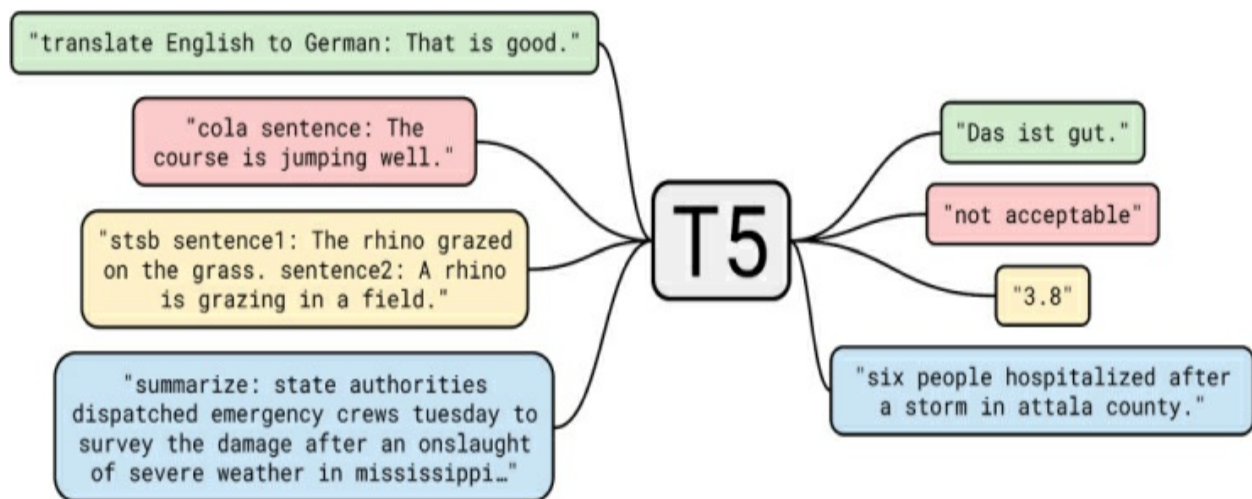 "translate English to German: That is good."
"cola sentence: The
course is jumping well."
"stsb sentence1: The rhino grazed
on the grass. sentence2: A rhino
is grazing in a field."
"summarize: state authorities
dispatched emergency crews tuesday to
survey the damage after an onslaught
of severe weather in mississippi…"
T5
"Das ist gut."
"not acceptable"
"3.8"
"six people hospitalized after
a storm in attala county."